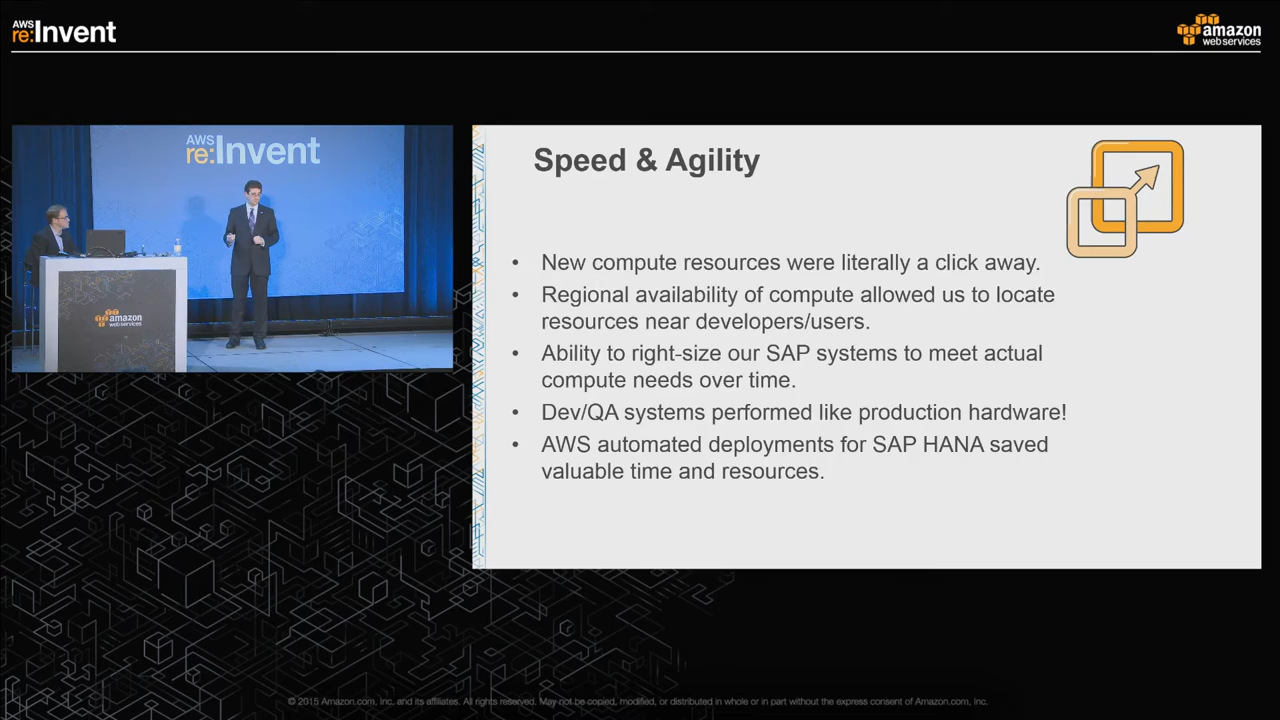 AWS
re:Invent
amazon
web services
AWS
re:Invent
amazon
web services
Speed & Agility
• New compute resources were literally a click away.
• Regional availability of compute allowed us to locate
resources near developers/users.
• Ability to right-size our SAP systems to meet actual
compute needs over time.
• Dev/QA systems performed like production hardware!
• AWS automated deployments for SAP HANA saved
valuable time and resources.
© 2015 Amazon.com, Inc. and its affiliates. All rights reserved. May not be copied, modified, or distributed in whole or in part without the express consent of Amazon.com, Inc.